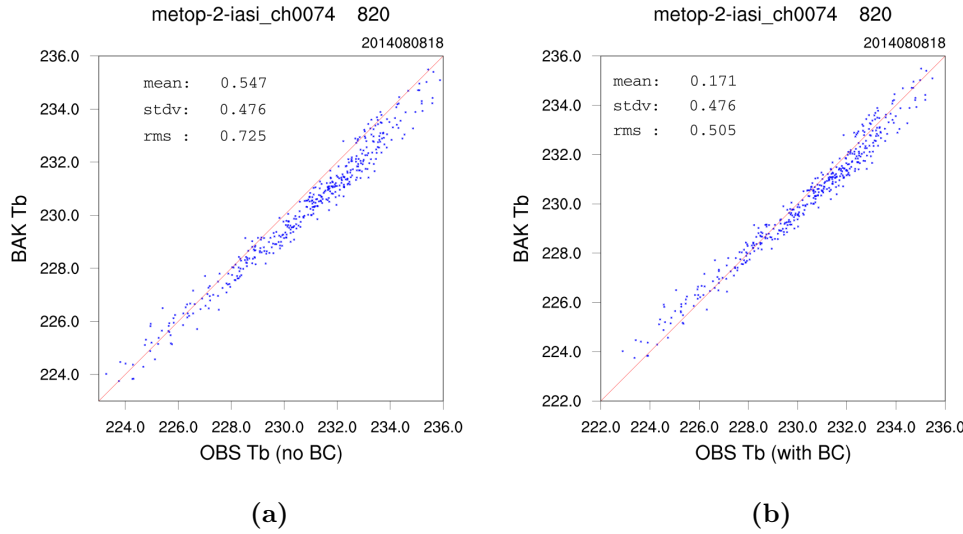 metop-2-iasi_ch0074 820
2014080818
236.0
234.0
232.0
230.0
228.0
226.0
224.0
mean: 0.547
stdv: 0.476
rms : 0.725
BAK Tb
224.0 226.0 228.0 230.0 232.0 234.0 236.0
OBS Tb (no BC)
(a)
metop-2-iasi_ch0074 820
2014080818
236.0
234.0
232.0
230.0
228.0
226.0
224.0
222.0
mean: 0.171
stdv: 0.476
rms : 0.505
BAK Tb
222.0 224.0 226.0 228.0 230.0 232.0 234.0 236.0
OBS Tb (with BC)
(b)